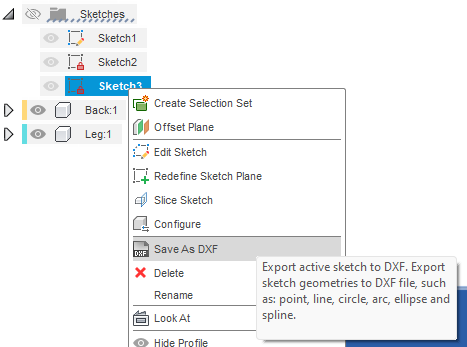 Sketches
Sketch1
Sketch2
Sketch3
Back:1
Leg:1
Create Selection Set
Offset Plane
Edit Sketch
Redefine Sketch Plane
Slice Sketch
Configure
DXF Save As DXF
Delete
Rename
Look At
Hide Profile
Export active sketch to DXF. Export
sketch geometries to DXF file, such
as: point, line, circle, arc, ellipse and
spline.